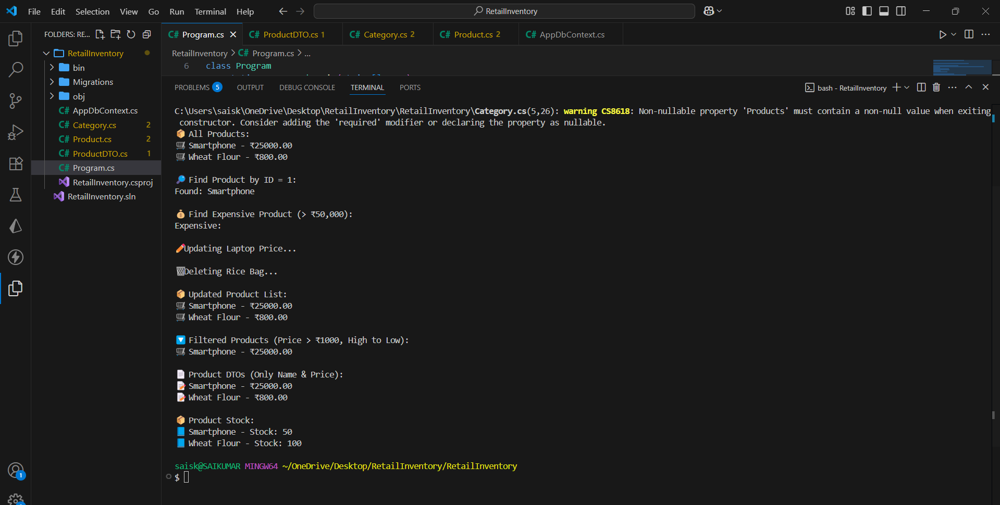 File Edit Selection View Go Run Terminal Help
RetailInventory
FOLDERS: RE...
RetailInventory
bin
Migrations
obj
C# AppDbContext.cs
C# Category.cs 2
C# Product.cs 2
C# ProductDTO.cs 1
C# Program.cs
RetailInventory.csproj
RetailInventory.sln
1
C# Program.cs
C# ProductDTO.cs 1
C# Category.cs 2
C# Product.cs 2
C# AppDbContext.cs
RetailInventory > C# Program.cs > ...
6 class Program
PROBLEMS 5 OUTPUT DEBUG CONSOLE TERMINAL PORTS
bash - RetailInventory
C:\Users\saisk\OneDrive\Desktop\RetailInventory\RetailInventory\Category.cs(5,26): warning CS8618: Non-nullable property 'Products' must contain a non-null value when exiting
constructor. Consider adding the 'required' modifier or declaring the property as nullable.
📦 All Products:
🛒 Smartphone - ₹25000.00
🛒 Wheat Flour - ₹800.00
🔎 Find Product by ID = 1:
Found: Smartphone
💰 Find Expensive Product (> ₹50,000):
Expensive:
✏️Updating Laptop Price...
🗑️Deleting Rice Bag...
📦 Updated Product List:
🛒 Smartphone - ₹25000.00
🛒 Wheat Flour - ₹800.00
🔽 Filtered Products (Price > ₹1000, High to Low):
🛒 Smartphone - ₹25000.00
📄 Product DTOs (Only Name & Price):
📝 Smartphone - ₹25000.00
📝 Wheat Flour - ₹800.00
📦 Product Stock:
📘 Smartphone - Stock: 50
📘 Wheat Flour - Stock: 100
saisk@SAIKUMAR MINGW64 ~/OneDrive/Desktop/RetailInventory/RetailInventory
$